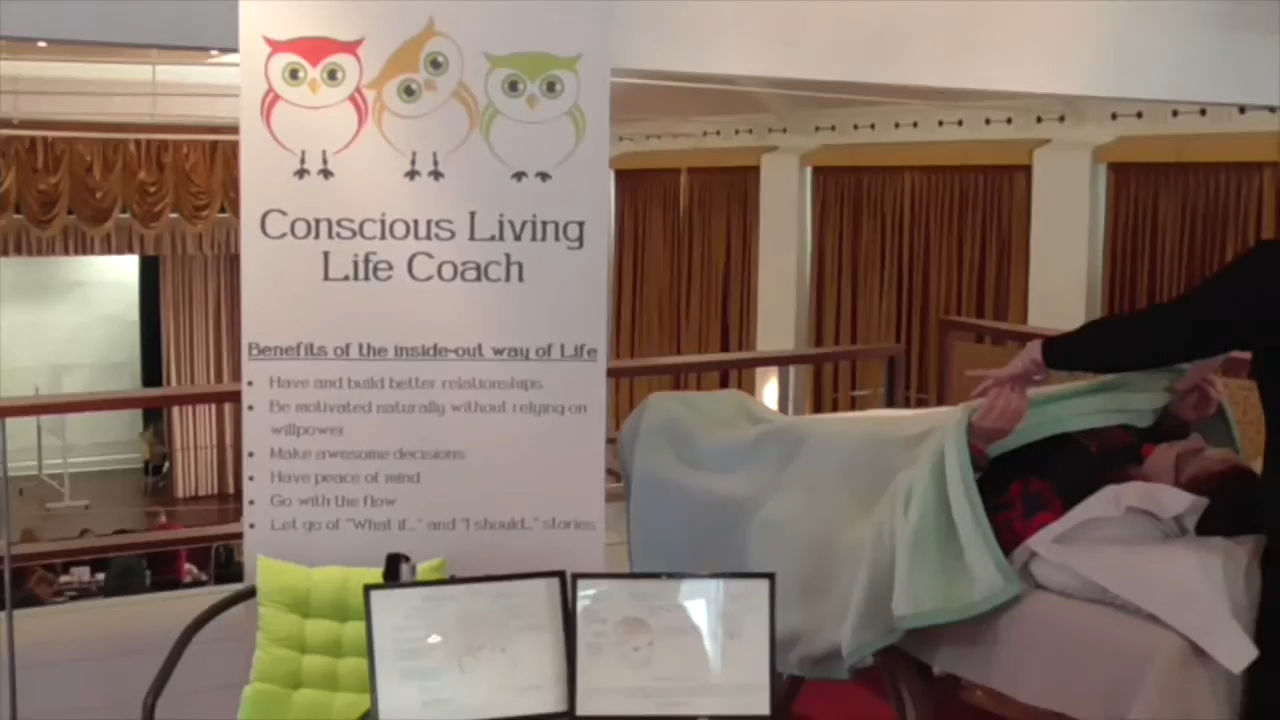 Conscious Living
Life Coach
Benefits of the inside-out way of Life
• Have and build better relationships
• Be motivated naturally without relying on
willpower
• Make awesome decisions
• Have peace of mind
• Go with the flow
• Let go of "What if..." and "I should..." stories